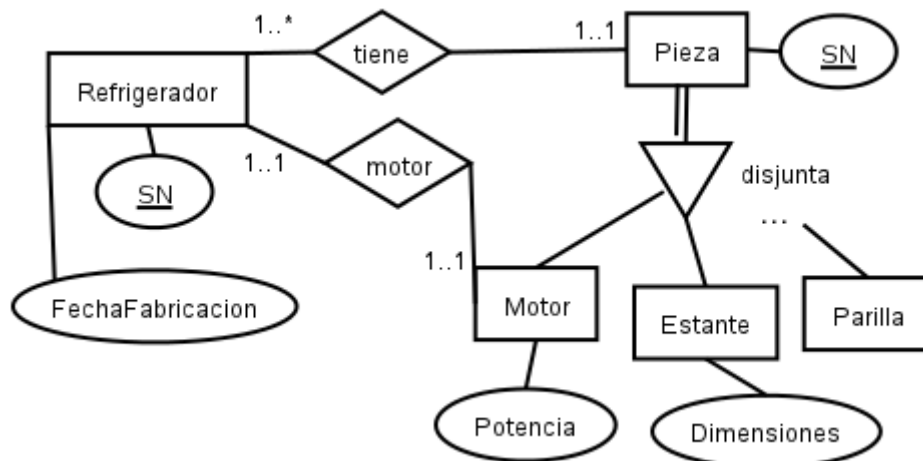 1..*
tiene
1..1
Pieza
SN
Refrigerador
1..1
motor
disjunta
SN
...
1..1
FechaFabricacion
Motor
Estante
Parilla
Potencia
Dimensiones